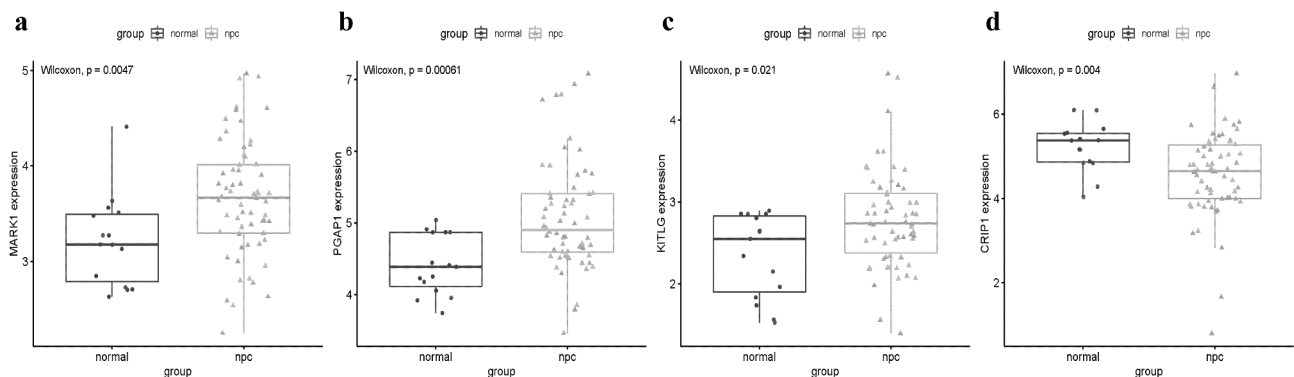 a
group normal npc
Wilcoxon, p = 0.0047
5
4
3
MARK1 expression
normal npc
group
b
group normal npc
Wilcoxon, p = 0.00061
7
6
5
4
PGAP1 expression
normal npc
group
c
group normal npc
Wilcoxon, p = 0.021
4
3
2
KITLG expression
normal npc
group
d
group normal npc
Wilcoxon, p = 0.004
6
4
2
CRIP1 expression
normal npc
group